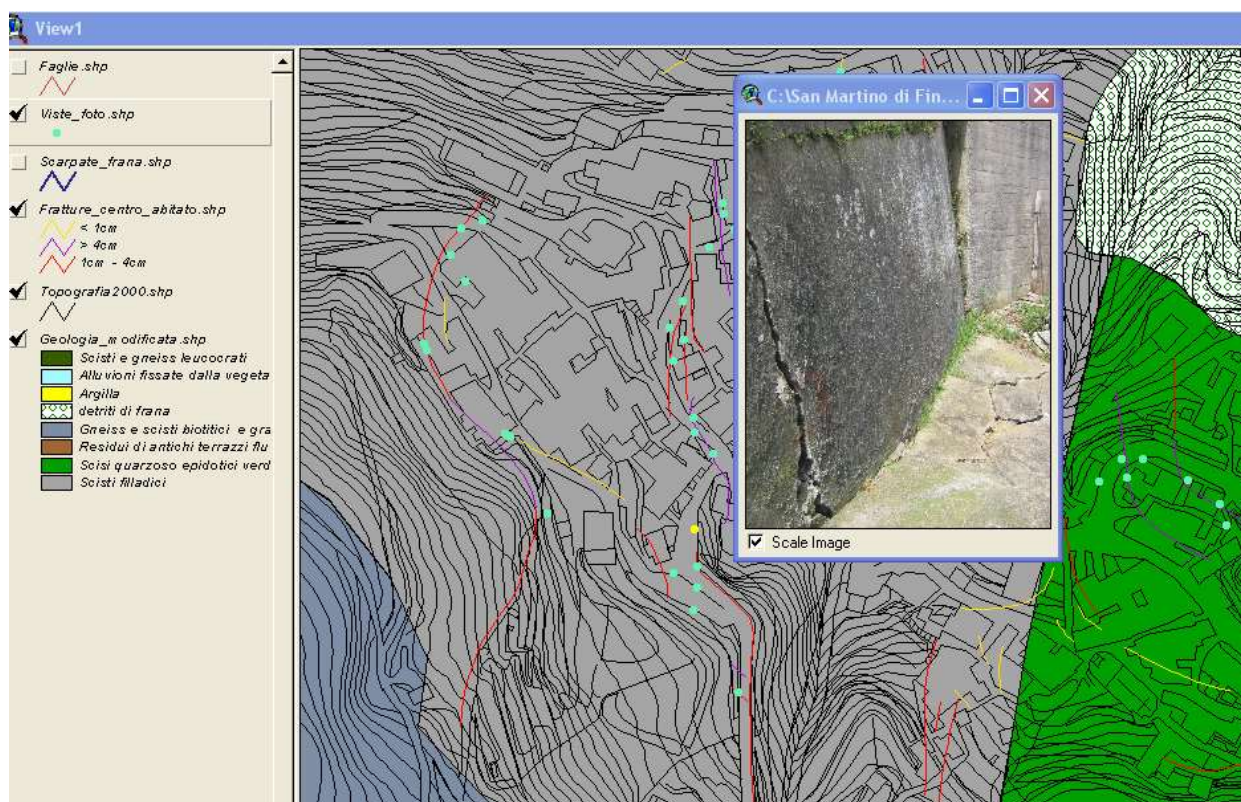 View1
Faglie.shp
Viste_foto.shp
Scarpate_frana.shp
Fratture_centro_abitato.shp
< 1cm
> 4cm
1cm - 4cm
Topografia2000.shp
Geologia_modificata.shp
Scisti e gneiss leucocrati
Alluvioni fissate dalla vegeta
Argilla
detriti di frana
Gneiss e scisti biotitici e gra
Residui di antichi terrazzi flu
Scisi quarzoso epidotici verd
Scisti filladici
C:\San Martino di Fin...
Scale Image